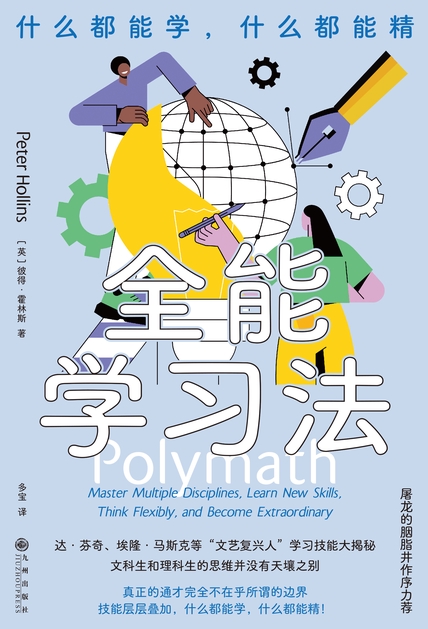 什么都能学，什么都能精
Peter Hollins
［英］彼得·霍林斯 著
全能
学习法
Polymath
Master Multiple Disciplines, Learn New Skills,
Think Flexibly, and Become Extraordinary
多宝 译
屠龙的胭脂井作序力荐
达·芬奇、埃隆·马斯克等“文艺复兴人”学习技能大揭秘
文科生和理科生的思维并没有天壤之别
真正的通才完全不在乎所谓的边界
技能层层叠加，什么都能学，什么都能精！
九州出版社
JIUZHOUPRESS